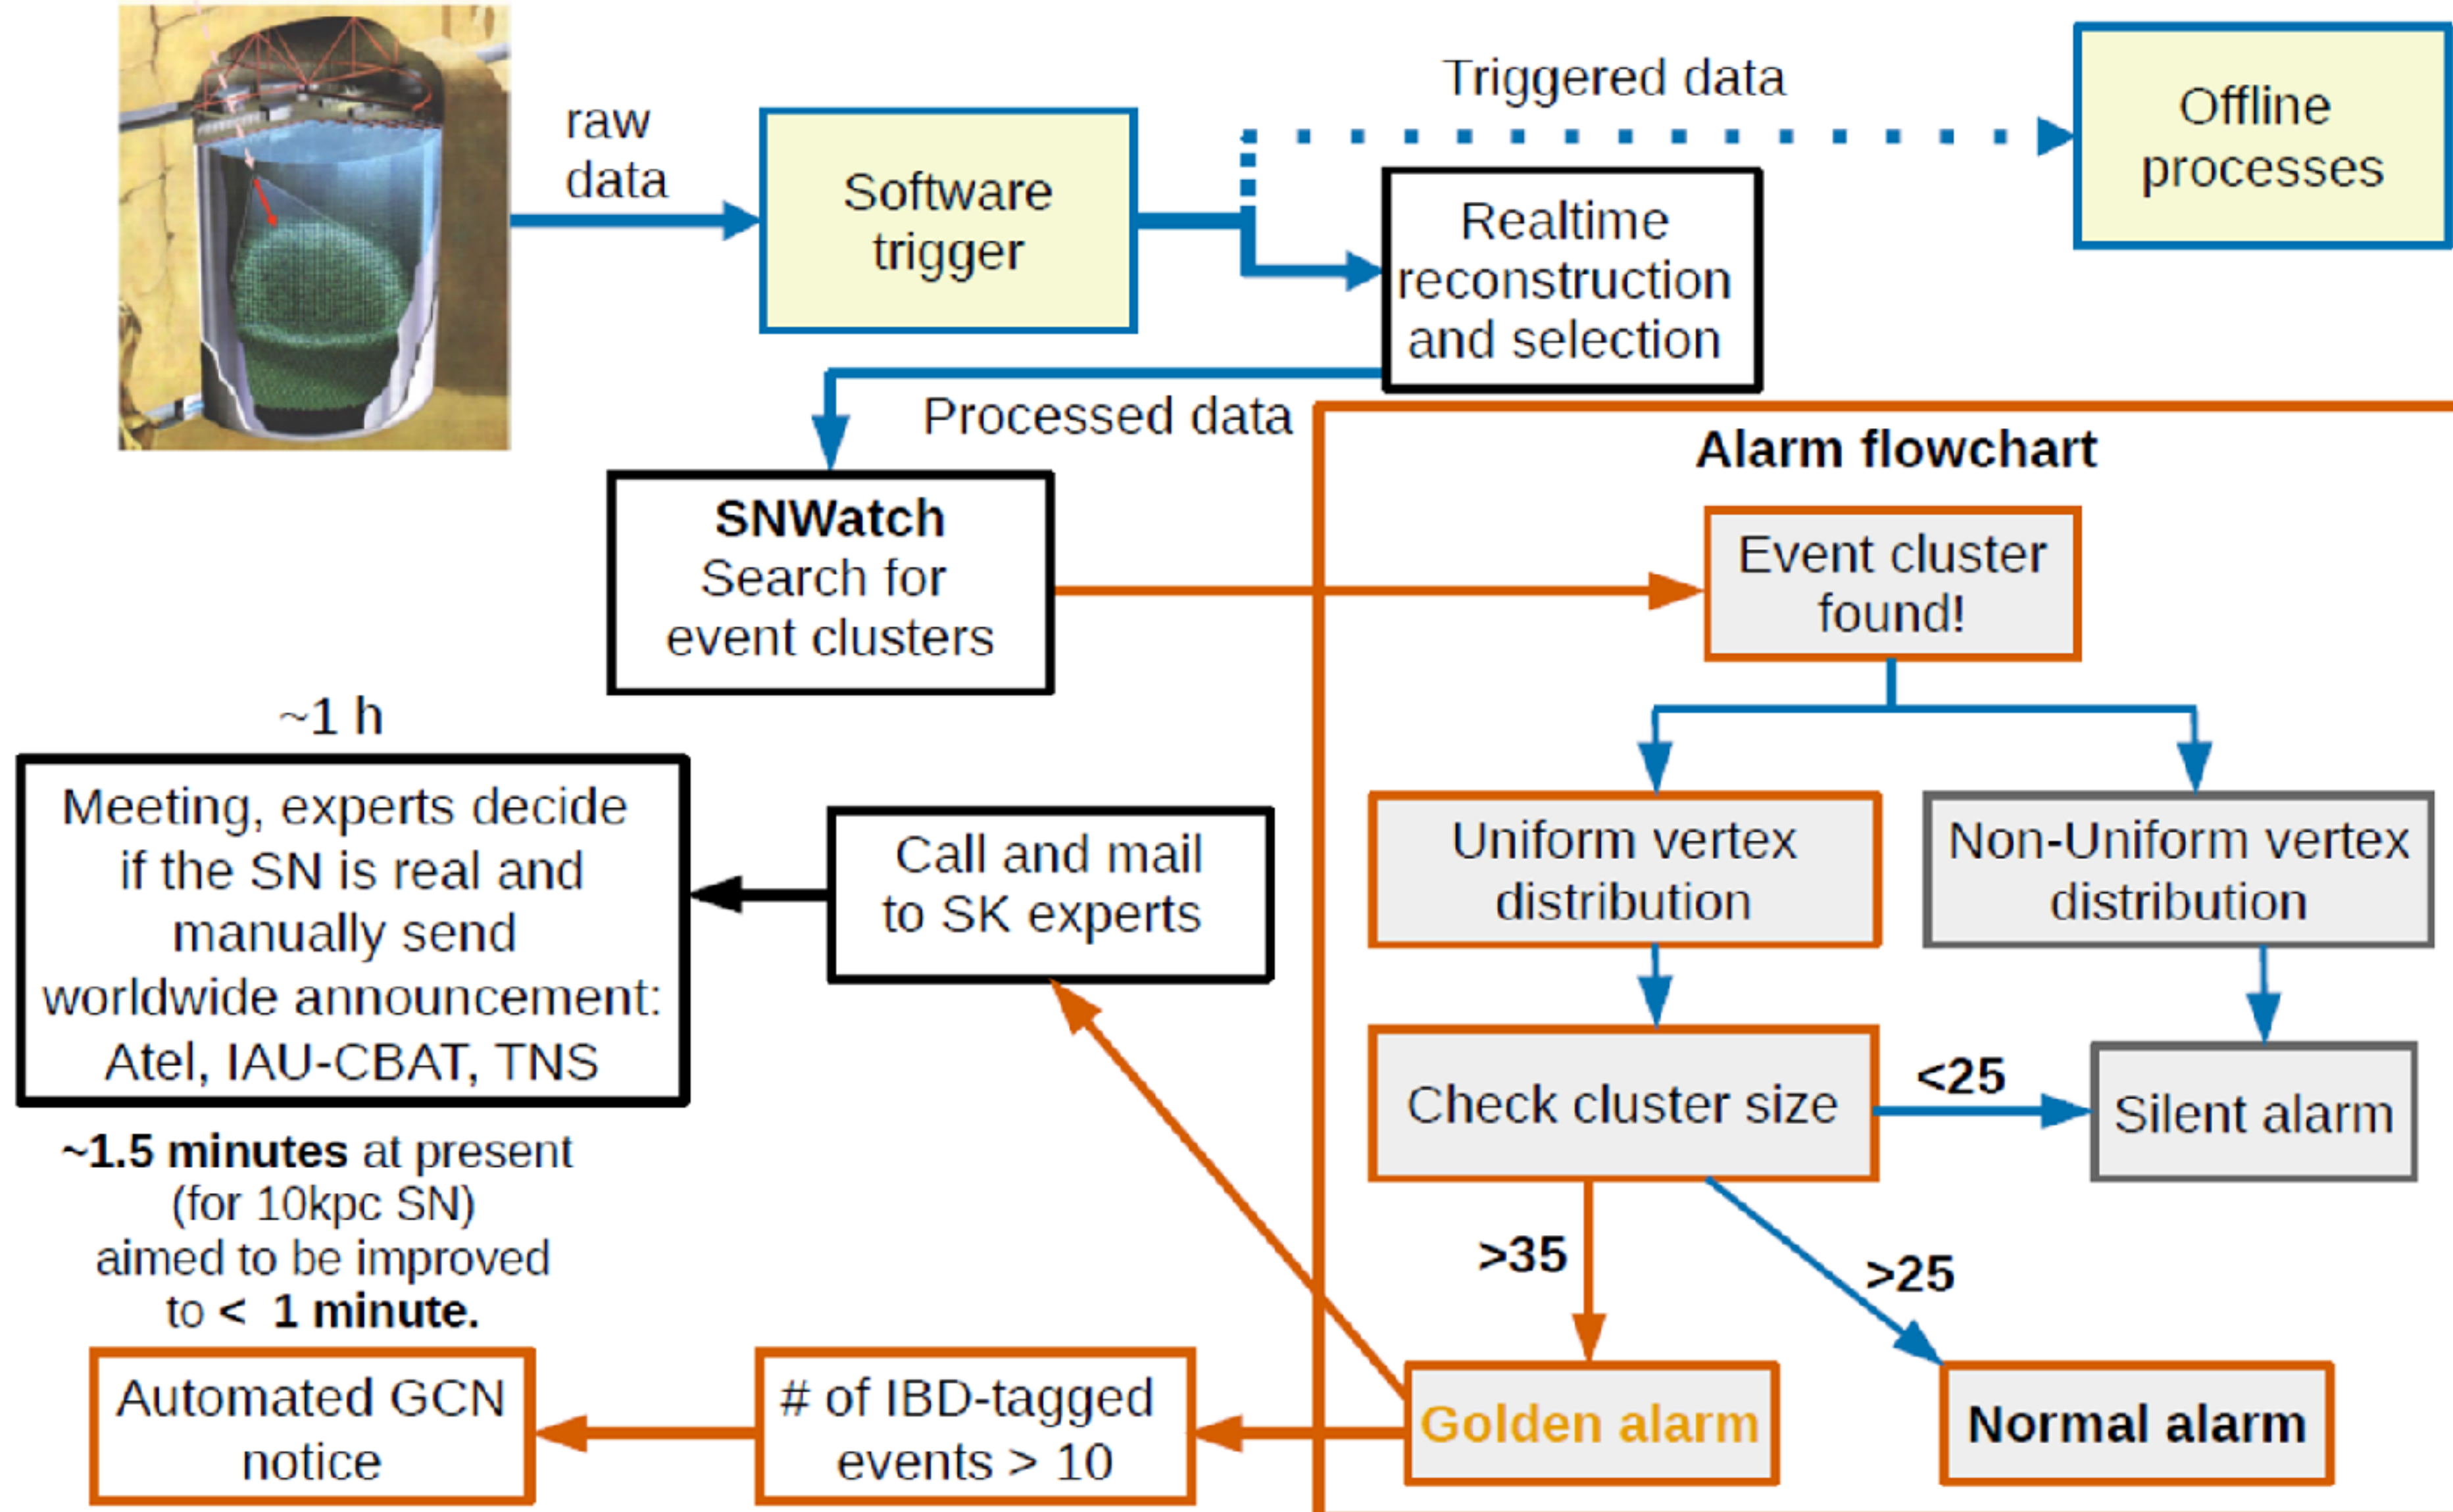 raw
data
Software
trigger
Triggered data
Offline
processes
Realtime
reconstruction
and selection
Processed data
SNWatch
Search for
event clusters
Alarm flowchart
Event cluster
found!
Uniform vertex
distribution
Non-Uniform vertex
distribution
Check cluster size
<25
Silent alarm
>35
>25
Golden alarm
Normal alarm
Call and mail
to SK experts
~1 h
Meeting, experts decide
if the SN is real and
manually send
worldwide announcement:
Atel, IAU-CBAT, TNS
~1.5 minutes at present
(for 10kpc SN)
aimed to be improved
to < 1 minute.
# of IBD-tagged
events > 10
Automated GCN
notice